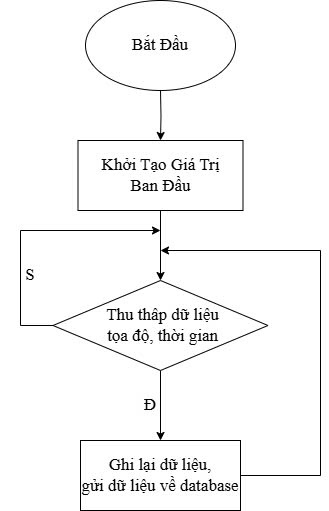 Bắt Đầu
Khởi Tạo Giá Trị
Ban Đầu
S
Thu thâp dữ liệu
tọa độ, thời gian
Đ
Ghi lại dữ liệu,
gửi dữ liệu về database